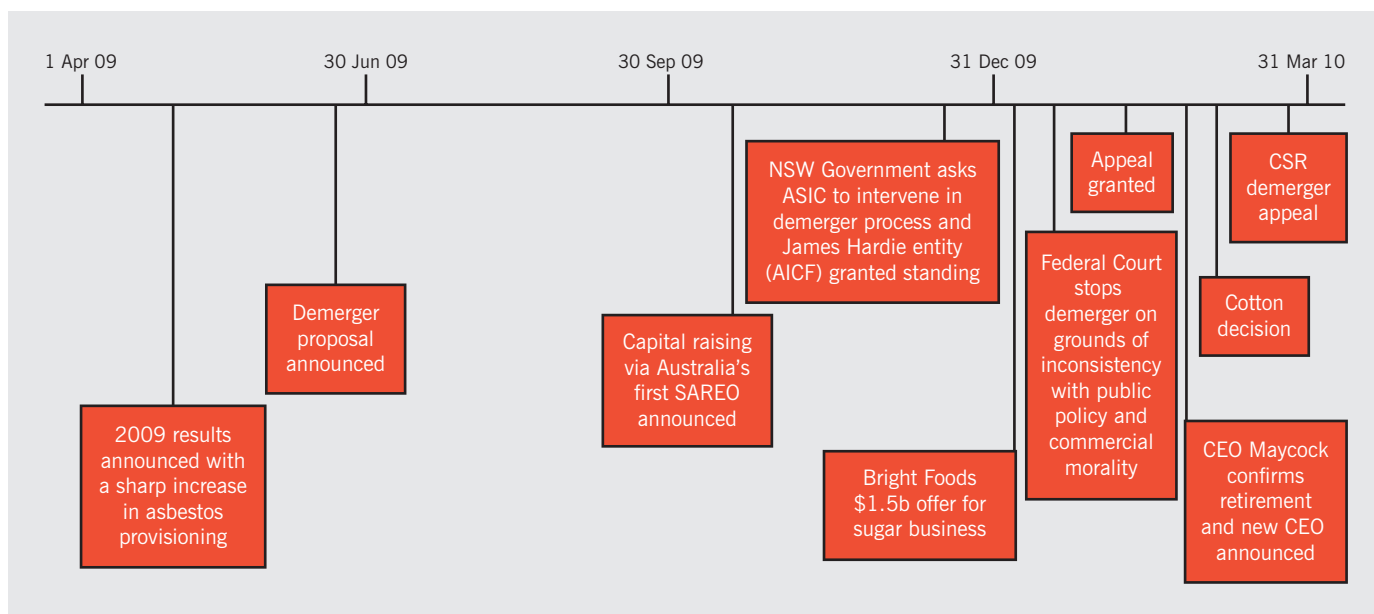 1 Apr 09
30 Jun 09
30 Sep 09
31 Dec 09
31 Mar 10
2009 results
announced with
a sharp increase
in asbestos
provisioning
Demerger
proposal
announced
Capital raising
via Australia's
first SAREO
announced
NSW Government asks
ASIC to intervene in
demerger process and
James Hardie entity
(AICF) granted standing
Bright Foods
$1.5b offer for
sugar business
Federal Court
stops
demerger on
grounds of
inconsistency
with public
policy and
commercial
morality
Appeal
granted
CEO Maycock
confirms
retirement
and new CEO
announced
Cotton
decision
CSR
demerger
appeal